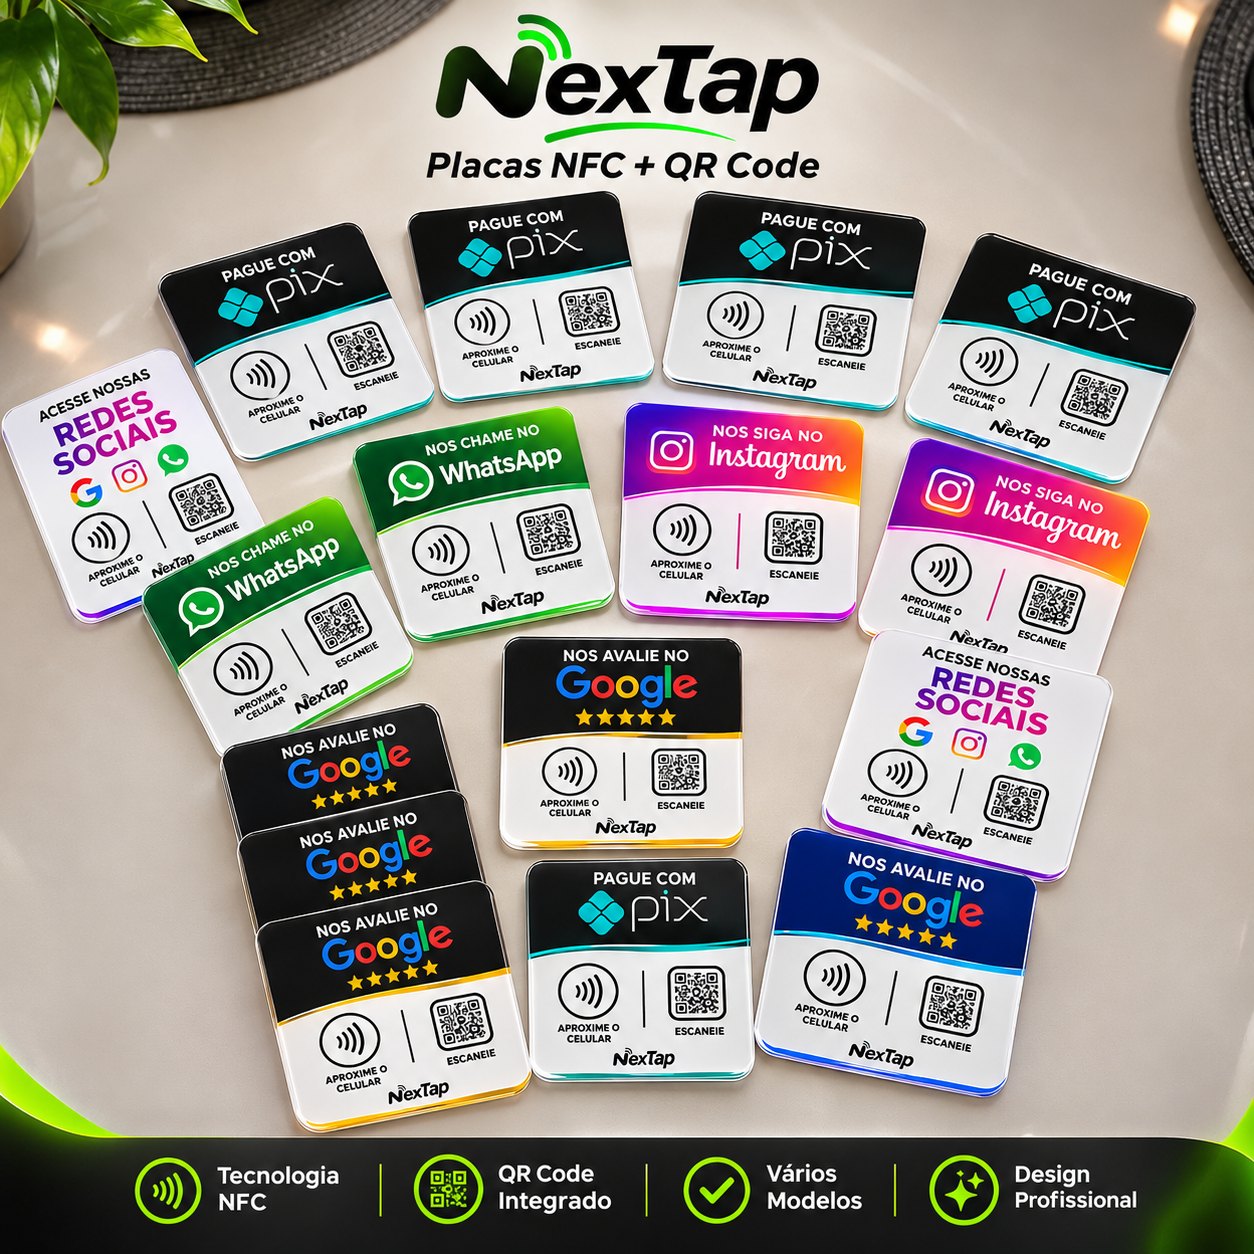 NexTap
Placas NFC + QR Code
PAGUE COM
pix
APROXIME O
CELULAR
ESCANEIE
NexTap
PAGUE COM
pix
APROXIME O
CELULAR
ESCANEIE
NexTap
PAGUE COM
pix
APROXIME O
CELULAR
ESCANEIE
NexTap
PAGUE COM
pix
APROXIME O
CELULAR
ESCANEIE
NexTap
ACESSE NOSSAS
REDES
SOCIAIS
G
APROXIME O
CELULAR
ESCANEIE
NexTap
NOS CHAME NO
WhatsApp
APROXIME O
CELULAR
ESCANEIE
NexTap
NOS CHAME NO
WhatsApp
APROXIME O
CELULAR
ESCANEIE
NexTap
NOS SIGA NO
Instagram
APROXIME O
CELULAR
ESCANEIE
NexTap
NOS SIGA NO
Instagram
APROXIME O
CELULAR
ESCANEIE
NexTap
NOS AVALIE NO
Google
APROXIME O
CELULAR
ESCANEIE
NexTap
ACESSE NOSSAS
REDES
SOCIAIS
G
APROXIME O
CELULAR
ESCANEIE
NexTap
NOS AVALIE NO
Google
NOS AVALIE NO
Google
NOS AVALIE NO
Google
APROXIME O
CELULAR
ESCANEIE
NexTap
PAGUE COM
pix
APROXIME O
CELULAR
ESCANEIE
NexTap
NOS AVALIE NO
Google
APROXIME O
CELULAR
ESCANEIE
NexTap
Tecnologia
NFC
QR Code
Integrado
Vários
Modelos
Design
Profissional